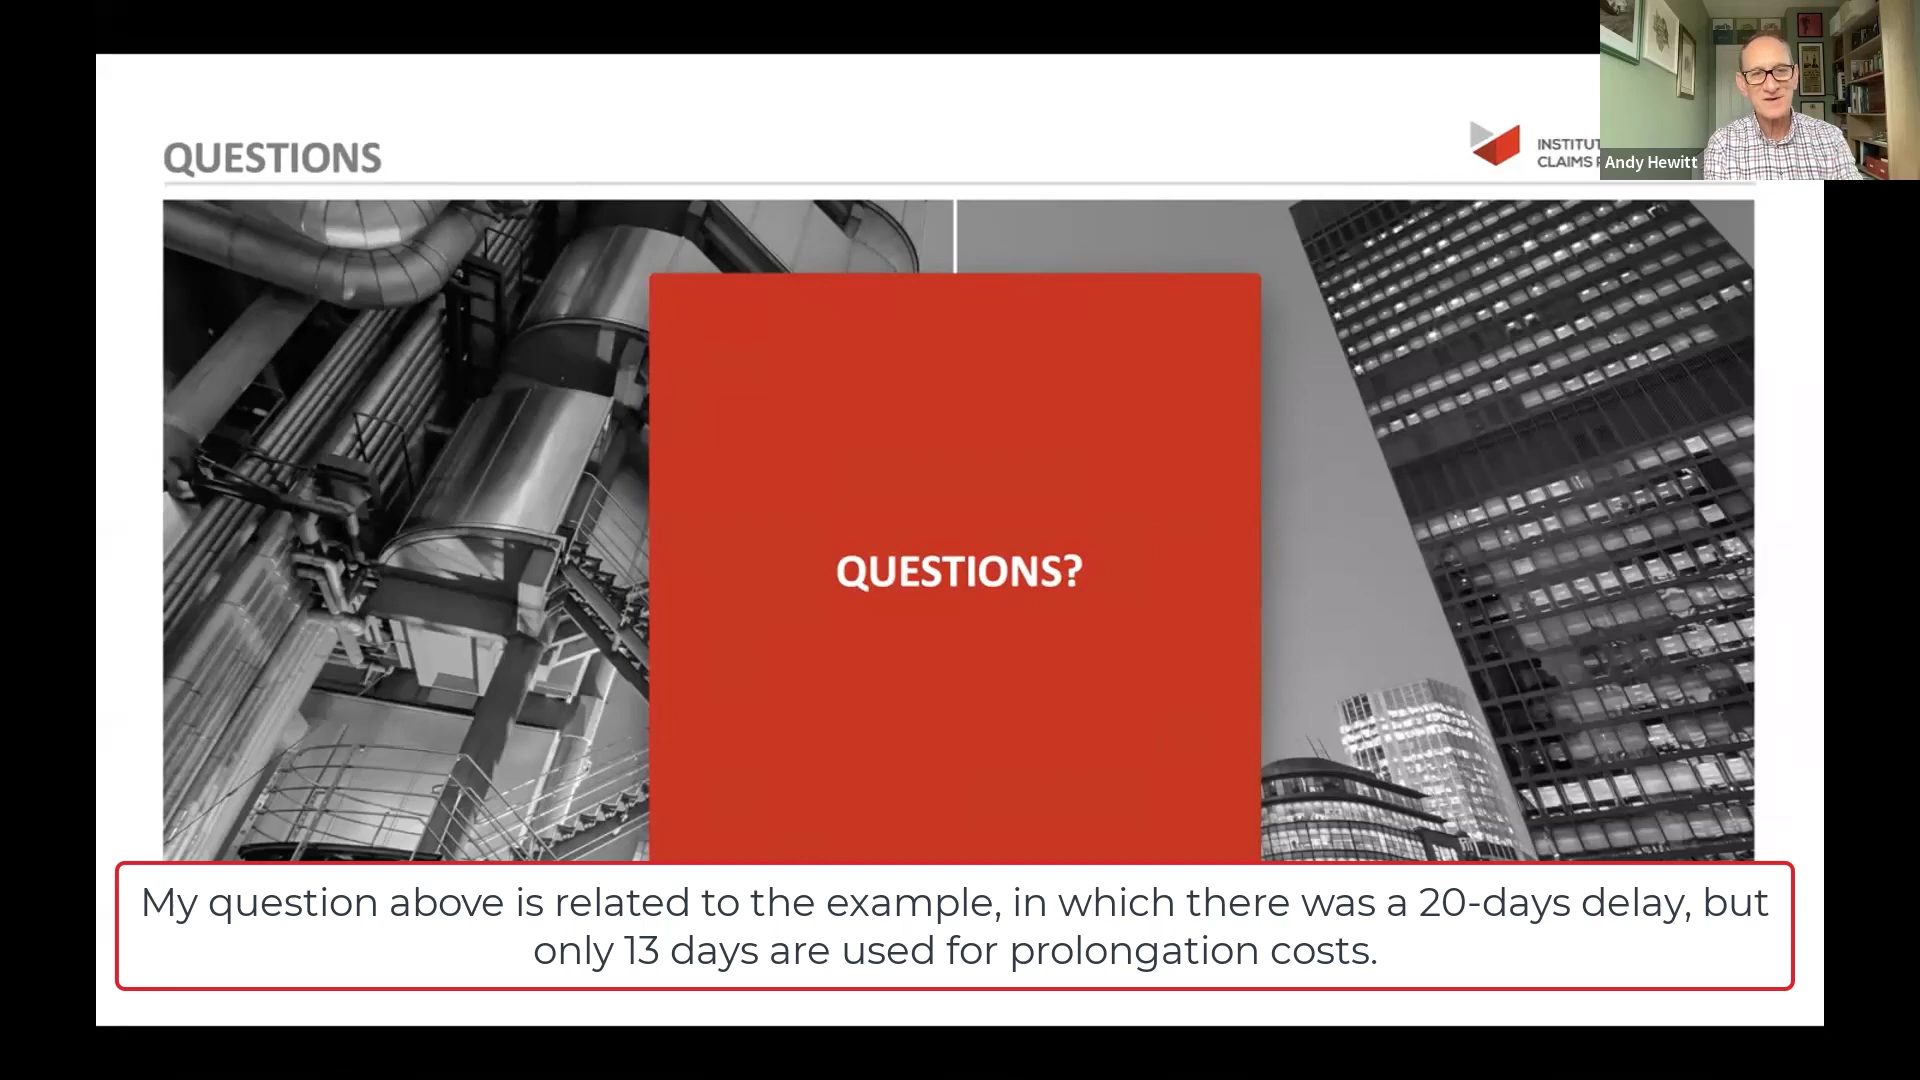 QUESTIONS
INSTITUT
CLAIMS
Andy Hewitt
QUESTIONS?
My question above is related to the example, in which there was a 20-days delay, but
only 13 days are used for prolongation costs.